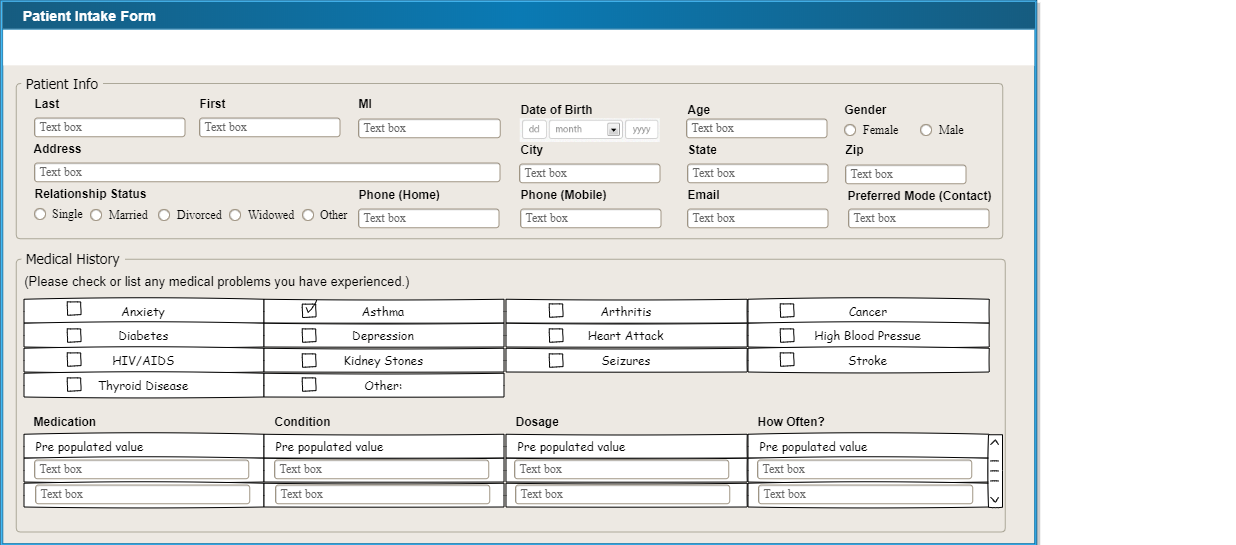 Patient Intake Form
Patient Info
Last First MI Date of Birth Age Gender
Text box Text box Text box dd month yyyy Text box Female Male
Address City State Zip
Text box Text box Text box Text box
Relationship Status Phone (Home) Phone (Mobile) Email Preferred Mode (Contact)
Single Married Divorced Widowed Other Text box Text box Text box Text box
Medical History
(Please check or list any medical problems you have experienced.)
Anxiety Asthma Arthritis Cancer
Diabetes Depression Heart Attack High Blood Pressue
HIV/AIDS Kidney Stones Seizures Stroke
Thyroid Disease Other:
Medication Condition Dosage How Often?
Pre populated value Pre populated value Pre populated value Pre populated value
Text box Text box Text box Text box
Text box Text box Text box Text box